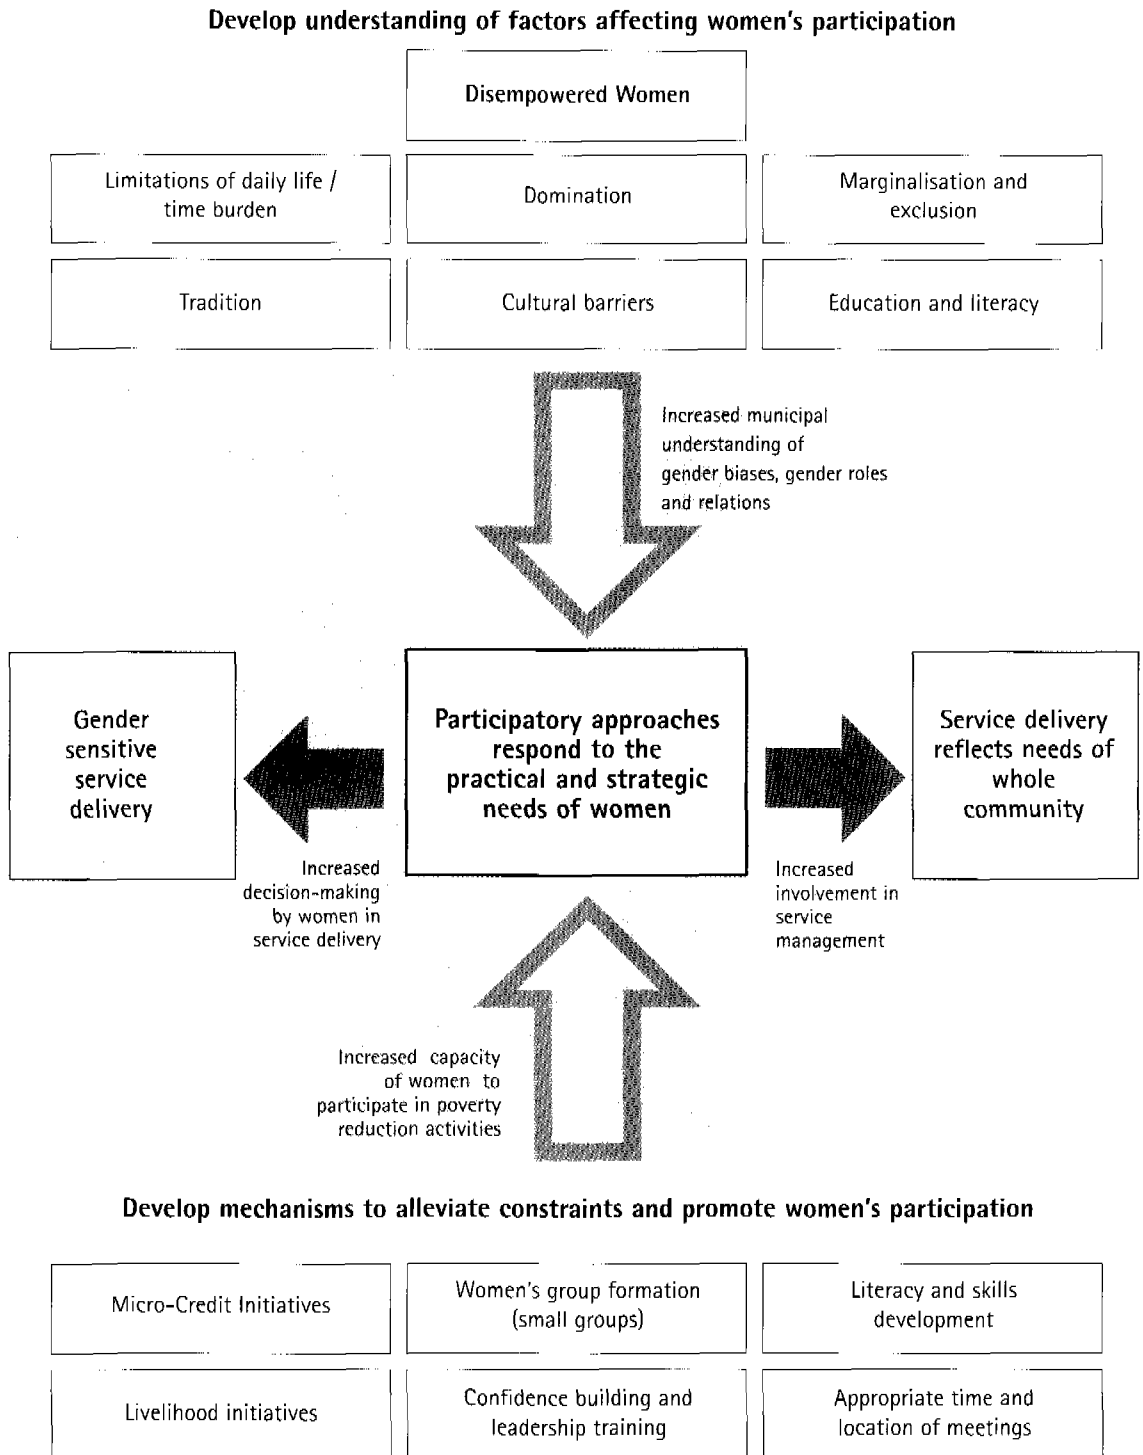 Develop understanding of factors affecting women's participation
Disempowered Women
Limitations of daily life /
time burden
Domination
Marginalisation and
exclusion
Tradition
Cultural barriers
Education and literacy
Increased municipal
understanding of
gender biases, gender roles
and relations
Gender
sensitive
service
delivery
Participatory approaches
respond to the
practical and strategic
needs of women
Service delivery
reflects needs of
whole
community
Increased
decision-making
by women in
service delivery
Increased
involvement in
service
management
Increased capacity
of women to
participate in poverty
reduction activities
Develop mechanisms to alleviate constraints and promote women's participation
Micro-Credit Initiatives
Women's group formation
(small groups)
Literacy and skills
development
Livelihood initiatives
Confidence building and
leadership training
Appropriate time and
location of meetings